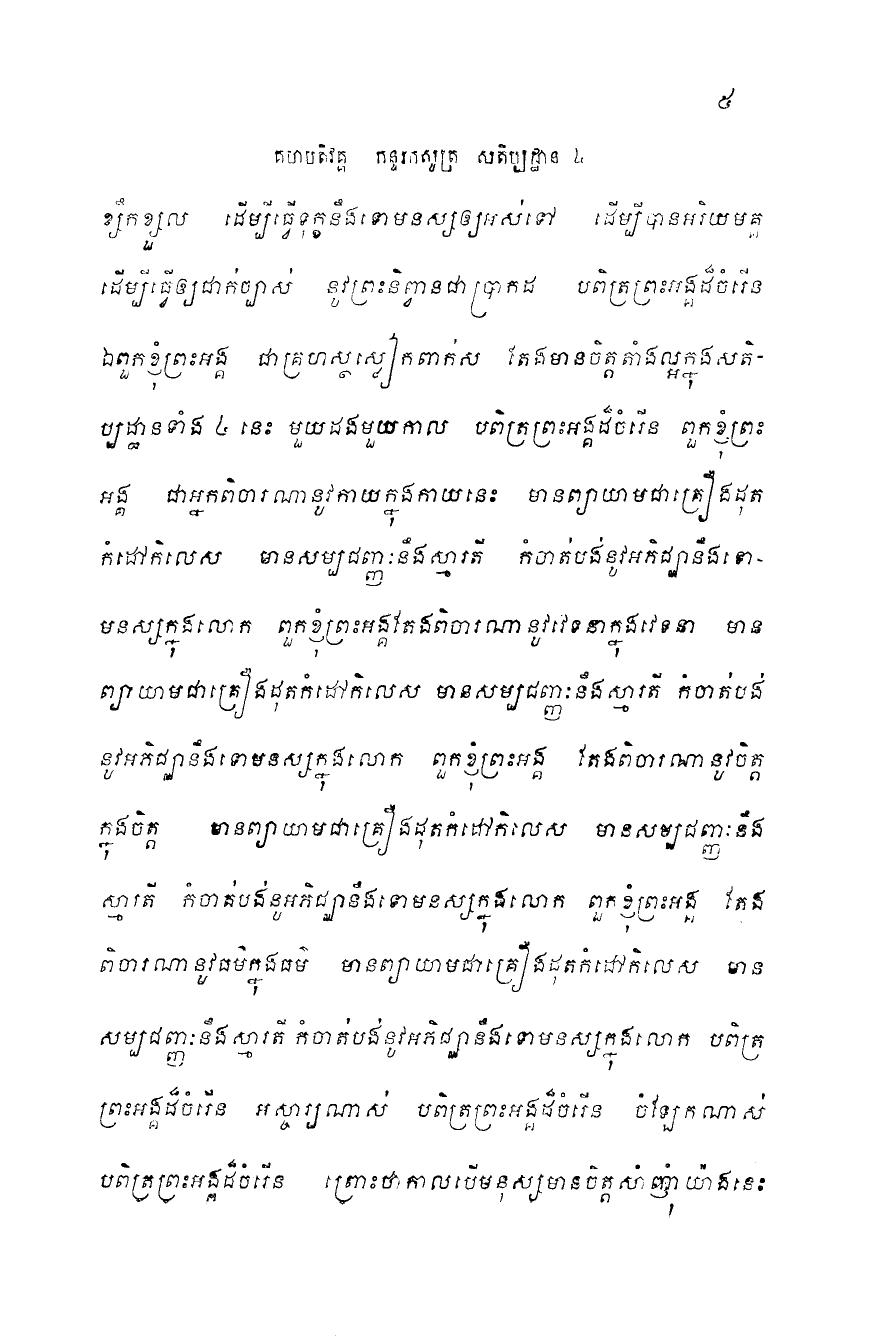 ៥
គហបតិវគ្គ កន្ទរកសូត្រ សតិប្បដ្ឋាន ៤
ខ្សឹកខ្សួល ដើម្បីធ្វើទុក្ខនឹងទោមនស្សឲ្យអស់ទៅ ដើម្បីបានអរិយមគ្គ
ដើម្បីធ្វើឲ្យជាក់ច្បាស់ នូវព្រះនិព្វានជាប្រាកដ បពិត្រព្រះអង្គដ៏ចំរើន
ឯពួកខ្ញុំព្រះអង្គ ជាគ្រហស្ថស្លៀកពាក់ស តែងមានចិត្តតាំងល្អក្នុងសតិ-
ប្បដ្ឋានទាំង ៤ នេះ មួយដងមួយកាល បពិត្រព្រះអង្គដ៏ចំរើន ពួកខ្ញុំព្រះ
អង្គ ជាអ្នកពិចារណានូវកាយក្នុងកាយនេះ មានព្យាយាមជាគ្រឿងដុត
កំដៅកិលេស មានសម្បជញ្ញៈនឹងស្មារតី កំចាត់បង់នូវអភិជ្ឈានឹងទោ-
មនស្សក្នុងលោក ពួកខ្ញុំព្រះអង្គតែងពិចារណានូវវេទនាក្នុងវេទនា មាន
ព្យាយាមជាគ្រឿងដុតកំដៅកិលេស មានសម្បជញ្ញៈនឹងស្មារតី កំចាត់បង់
នូវអភិជ្ឈានឹងទោមនស្សក្នុងលោក ពួកខ្ញុំព្រះអង្គ តែងពិចារណានូវចិត្ត
ក្នុងចិត្ត មានព្យាយាមជាគ្រឿងដុតកំដៅកិលេស មានសម្បជញ្ញៈនឹង
ស្មារតី កំចាត់បង់នូអភិជ្ឈានឹងទោមនស្សក្នុងលោក ពួកខ្ញុំព្រះអង្គ តែង
ពិចារណានូវធម៌ក្នុងធម៌ មានព្យាយាមជាគ្រឿងដុតកំដៅកិលេស មាន
សម្បជញ្ញៈនឹងស្មារតី កំចាត់បង់នូវអភិជ្ឈានឹងទោមនស្សក្នុងលោក បពិត្រ
ព្រះអង្គដ៏ចំរើន អស្ចារ្យណាស់ បពិត្រព្រះអង្គដ៏ចំរើន ចំឡែកណាស់
បពិត្រព្រះអង្គដ៏ចំរើន ព្រោះថាកាលបើមនុស្សមានចិត្តសាំញ៉ាំយ៉ាងនេះ